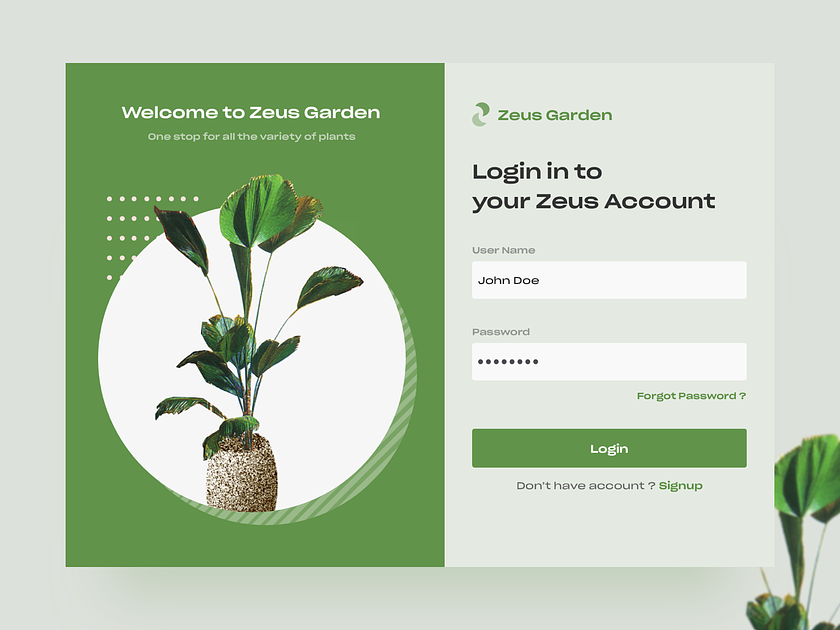 Welcome to Zeus Garden
One stop for all the variety of plants
Zeus Garden
Login in to
your Zeus Account
User Name
John Doe
Password
••••••••
Forgot Password ?
Login
Don't have account ? Signup